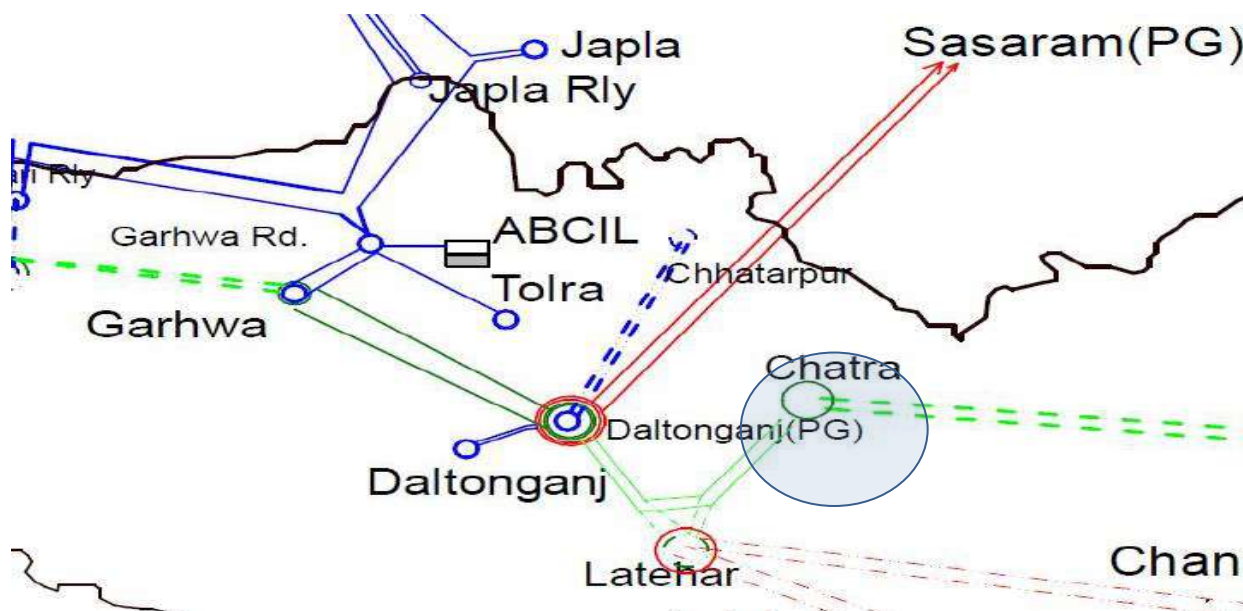 Japla
Sasaram(PG)
Japla Rly
Rly
Garhwa Rd.
ABCIL
Chhatarpur
Tolra
Garhwa
Chatra
Daltonganj(PG)
Daltonganj
Latehar
Chan